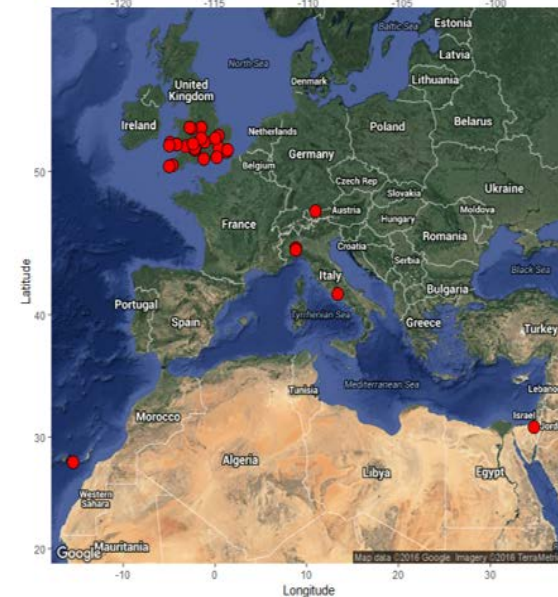 -120
-115
-110
-105
-100
Estonia
Baltic Sea
Latvia
North Sea
Denmark
Lithuania
United
Kingdom
Ireland
Netherlands
Poland
Belarus
Germany
50
Belgium
Czech Rep
Ukraine
Slovakia
Austria
Moldova
Hungary
France
Romania
Croatia
Serbia
Italy
Black Sea
Bulgaria
Latitude
Portugal
40
Tyrrhenian Sea
Spain
Greece
Turkey
Mediterranean Sea
Tunisia
Lebano
Israel
Morocco
30
Jord
Algeria
Libya
Egypt
Western
Sahara
20
Google
Mauritania
Map data ©2016 Google Imagery ©2016 TerraMetric
-10
0
10
20
30
Longitude